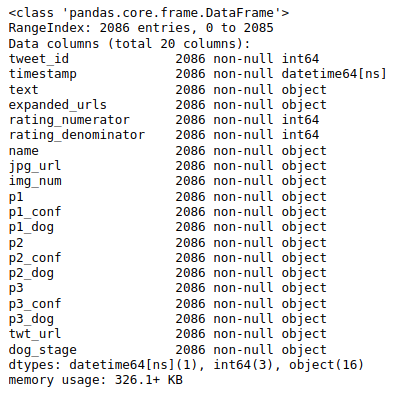 <class 'pandas.core.frame.DataFrame'>
RangeIndex: 2086 entries, 0 to 2085
Data columns (total 20 columns):
tweet_id              2086 non-null int64
timestamp             2086 non-null datetime64[ns]
text                  2086 non-null object
expanded_urls         2086 non-null object
rating_numerator      2086 non-null int64
rating_denominator    2086 non-null int64
name                  2086 non-null object
jpg_url               2086 non-null object
img_num               2086 non-null object
p1                    2086 non-null object
p1_conf               2086 non-null object
p1_dog                2086 non-null object
p2                    2086 non-null object
p2_conf               2086 non-null object
p2_dog                2086 non-null object
p3                    2086 non-null object
p3_conf               2086 non-null object
p3_dog                2086 non-null object
twt_url               2086 non-null object
dog_stage             2086 non-null object
dtypes: datetime64[ns](1), int64(3), object(16)
memory usage: 326.1+ KB